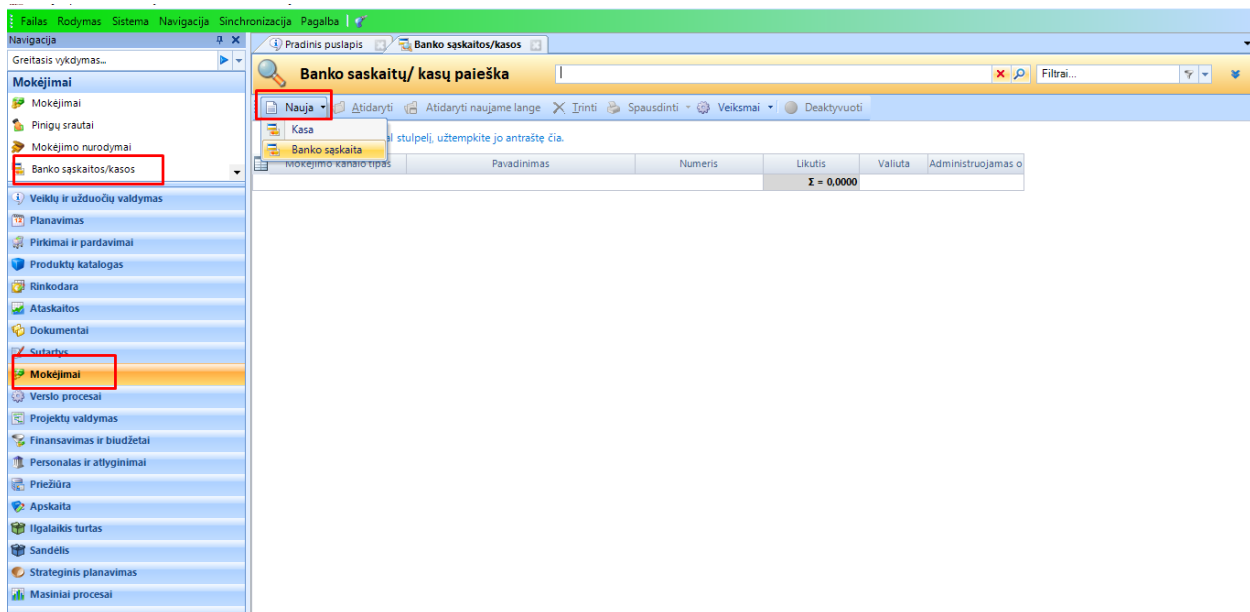 Failas Rodymas Sistema Navigacija Sinchronizacija Pagalba
Navigacija
Greitasis vykdymas...
Mokėjimai
Mokėjimai
Pinigų srautai
Mokėjimo nurodymai
Banko sąskaitos/kasos
Veiklų ir užduočių valdymas
Planavimas
Pirkimai ir pardavimai
Produktų katalogas
Rinkodara
Ataskaitos
Dokumentai
Sutartys
Mokėjimai
Verslo procesai
Projektų valdymas
Finansavimas ir biudžetai
Personalas ir atlyginimai
Priežiūra
Apskaita
Ilgalaikis turtas
Sandėlis
Strateginis planavimas
Masiniai procesai
Pradinis puslapis Banko sąskaitos/kasos
Banko saskaitų/ kasų paieška Filtrai...
Nauja Atidaryti Atidaryti naujame lange Trinti Spausdinti Veiksmai Deaktyvuoti
Kasa
stulpelį, užtempkite jo antraštę čia.
Banko sąskaita
Mokėjimo kanalo tipas Pavadinimas Numeris Likutis Valiuta Administruojamas o
Σ = 0,0000